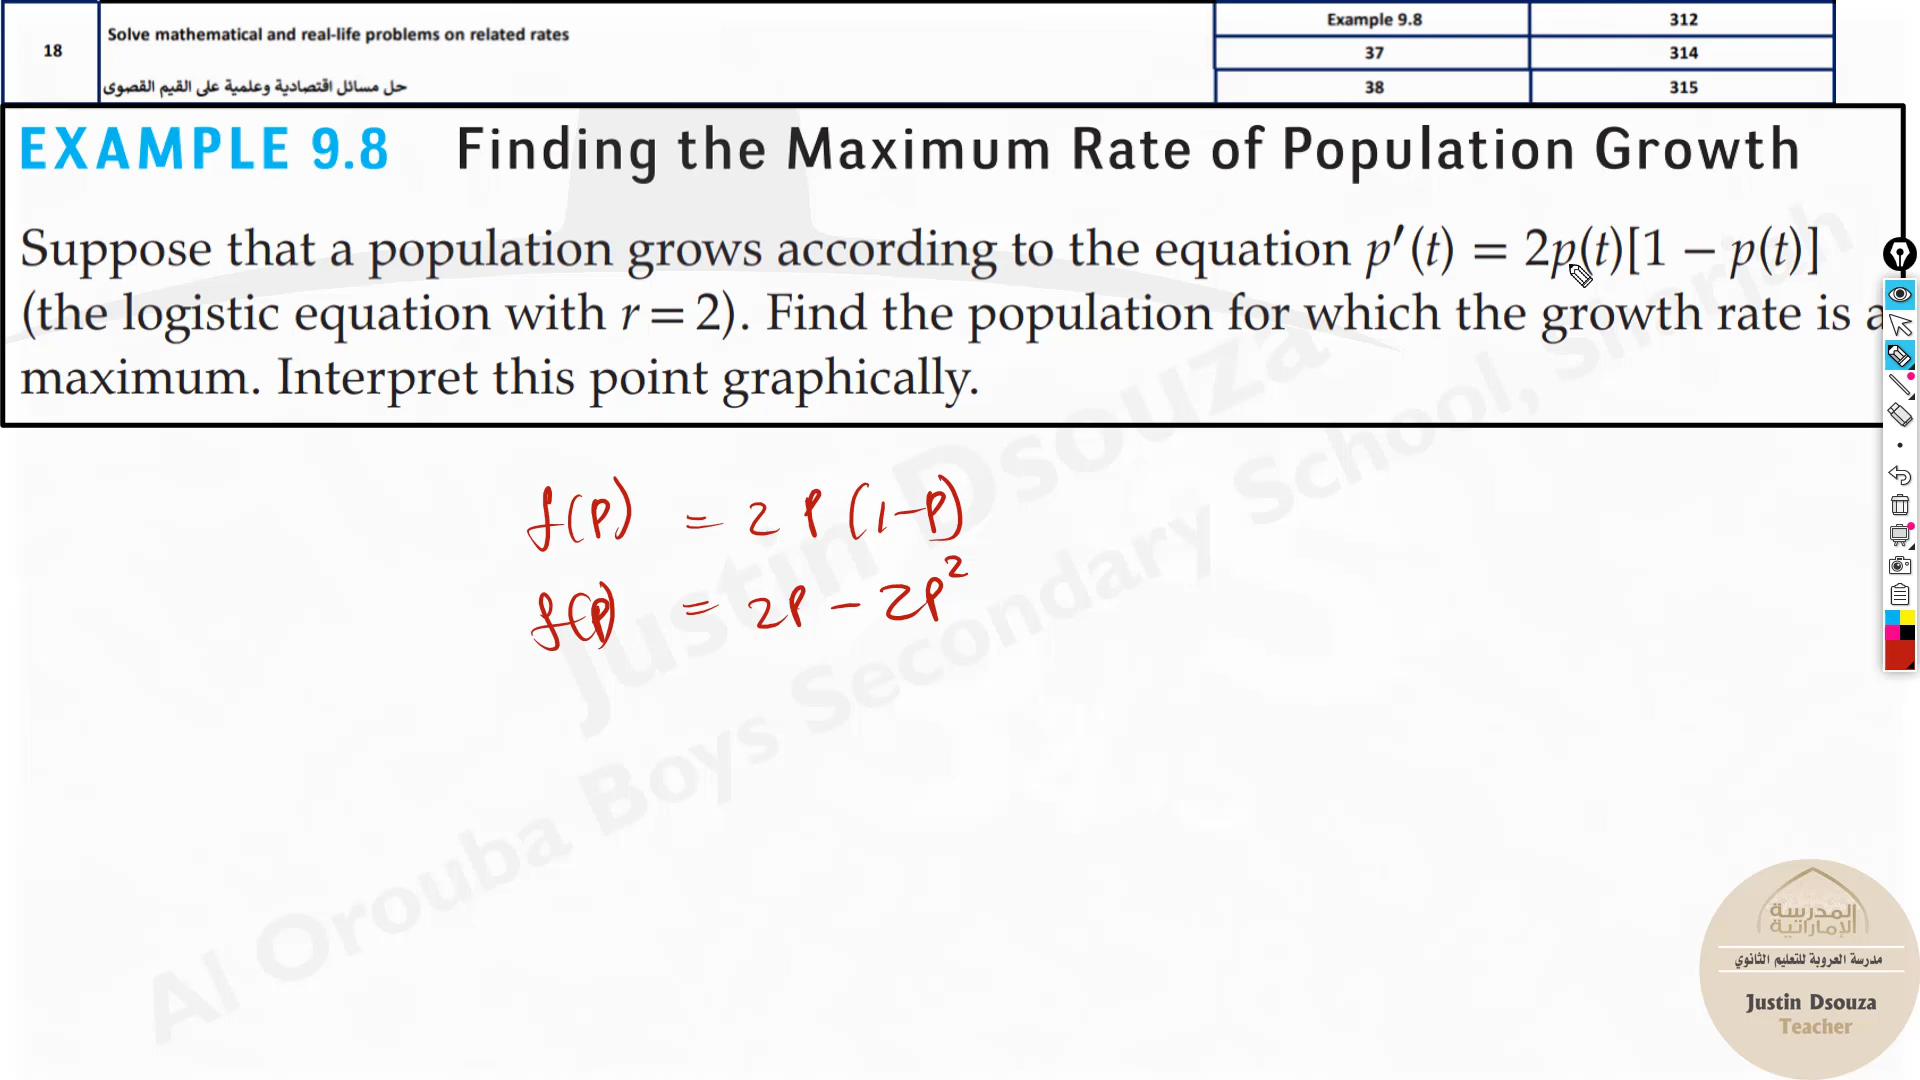 18
Solve mathematical and real-life problems on related rates
حل مسائل اقتصادية وعلمية على القيم القصوى
Example 9.8 312
37 314
38 315
EXAMPLE 9.8 Finding the Maximum Rate of Population Growth
Suppose that a population grows according to the equation p′(t) = 2p(t)[1 − p(t)]
(the logistic equation with r = 2). Find the population for which the growth rate is a
maximum. Interpret this point graphically.
f(P) = 2 P (1-P)
f(P) = 2P - 2P²
Justin Dsouza
Al Orouba Boys Secondary School, Sharjah
المدرسة
الإماراتية
مدرسة العروبة للتعليم الثانوي
Justin Dsouza
Teacher